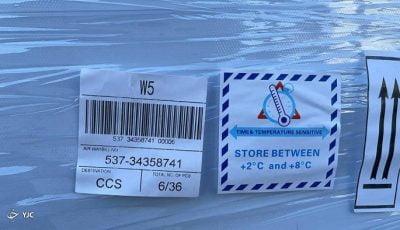 W5
537 34358741 00006
AIR WAYBILL NO.
537-34358741
DESTINATION
TOTAL NO. OF PCS
CCS
6/36
TIME & TEMPERATURE SENSITIVE
STORE BETWEEN
+2°C and +8°C
YJC